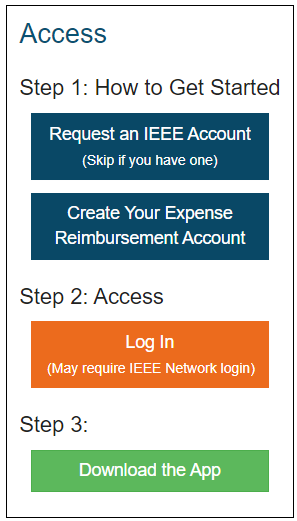 Access
Step 1: How to Get Started
Request an IEEE Account
(Skip if you have one)
Create Your Expense
Reimbursement Account
Step 2: Access
Log In
(May require IEEE Network login)
Step 3:
Download the App